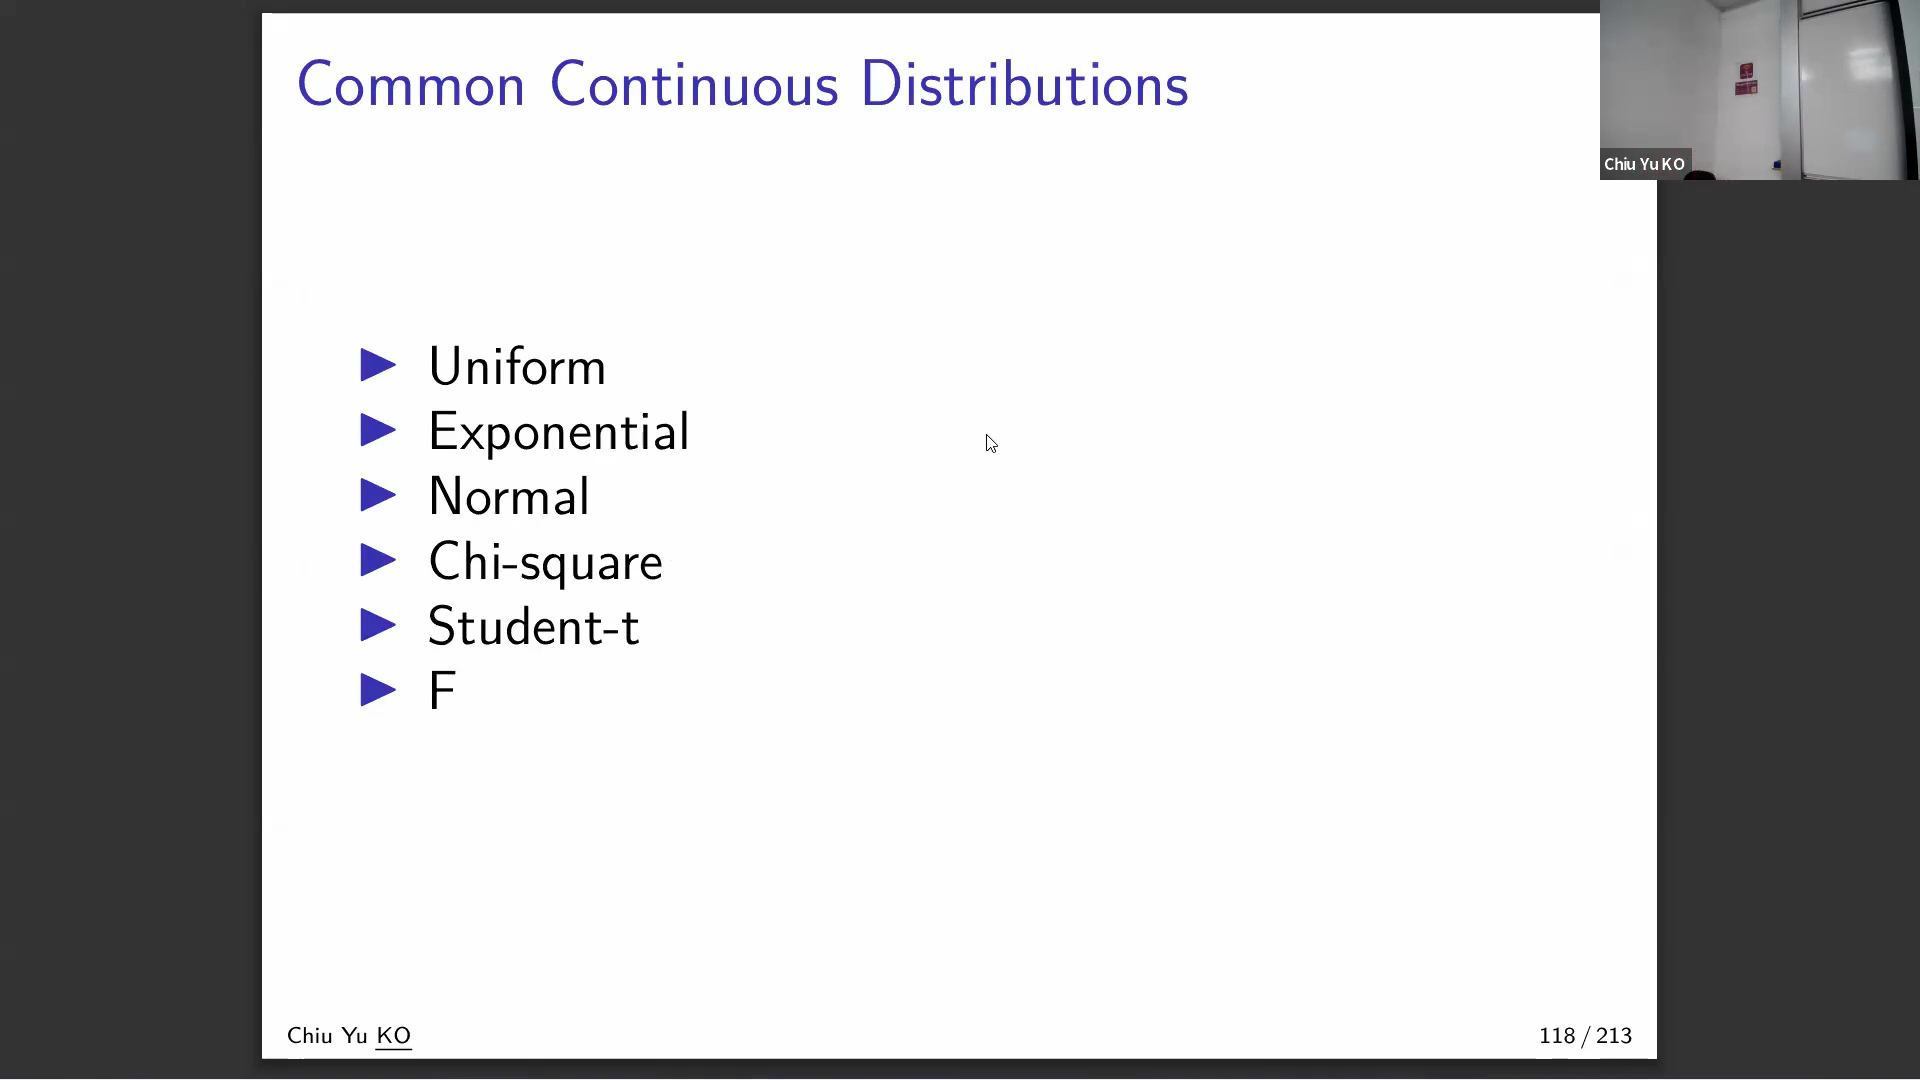 Common Continuous Distributions
Chiu Yu KO
▶ Uniform
▶ Exponential
▶ Normal
▶ Chi-square
▶ Student-t
▶ F
Chiu Yu KO
118 / 213